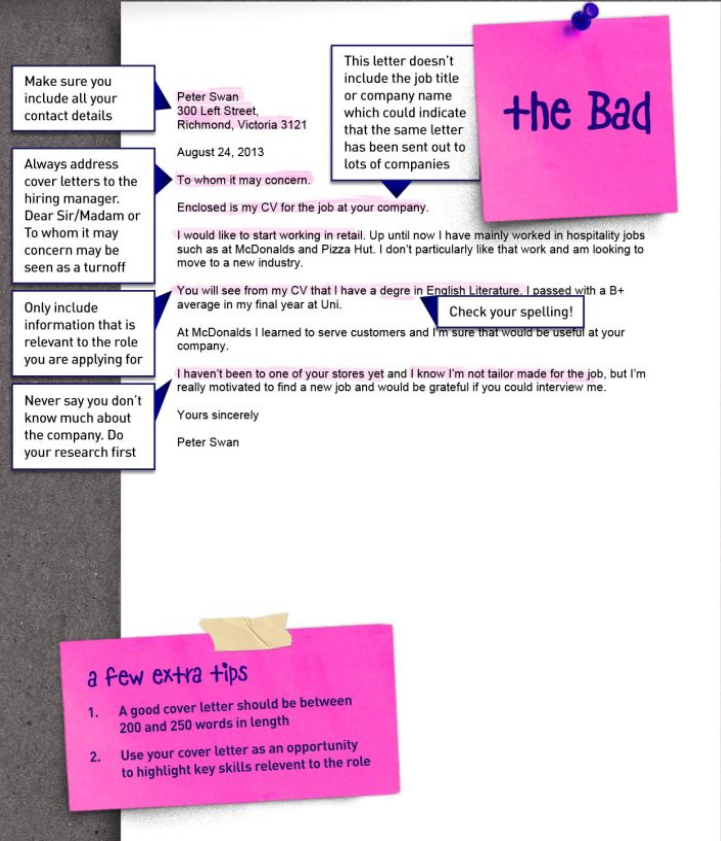 the Bad
This letter doesn't
include the job title
or company name
which could indicate
that the same letter
has been sent out to
lots of companies
Make sure you
include all your
contact details
Peter Swan
300 Left Street,
Richmond, Victoria 3121
August 24, 2013
Always address
cover letters to the
hiring manager.
Dear Sir/Madam or
To whom it may
concern may be
seen as a turnoff
To whom it may concern.
Enclosed is my CV for the job at your company.
I would like to start working in retail. Up until now I have mainly worked in hospitality jobs
such as at McDonalds and Pizza Hut. I don't particularly like that work and am looking to
move to a new industry.
Only include
information that is
relevant to the role
you are applying for
You will see from my CV that I have a degre in English Literature. I passed with a B+
average in my final year at Uni.
Check your spelling!
At McDonalds I learned to serve customers and I'm sure that would be useful at your
company.
Never say you don't
know much about
the company. Do
your research first
I haven't been to one of your stores yet and I know I'm not tailor made for the job, but I'm
really motivated to find a new job and would be grateful if you could interview me.
Yours sincerely
Peter Swan
a few extra tips
1. A good cover letter should be between
200 and 250 words in length
2. Use your cover letter as an opportunity
to highlight key skills relevent to the role